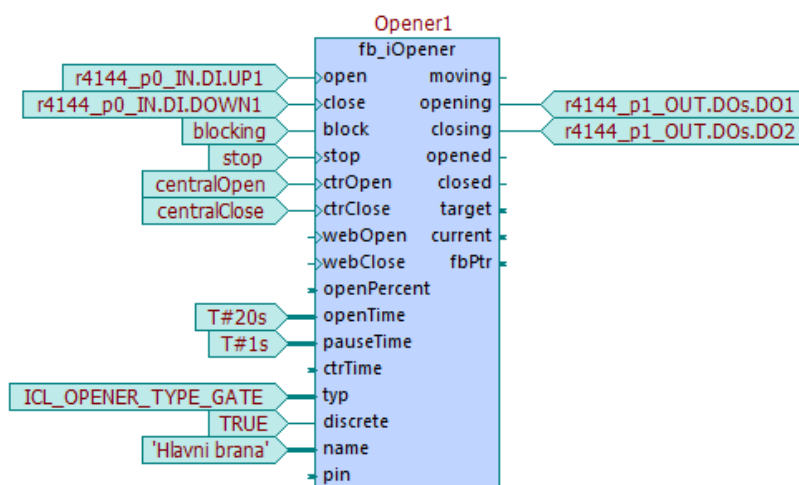 Opener1
fb_iOpener
r4144_p0_IN.DI.UP1 open moving
r4144_p0_IN.DI.DOWN1 close opening r4144_p1_OUT.DOs.DO1
blocking block closing r4144_p1_OUT.DOs.DO2
stop stop opened
centralOpen ctrOpen closed
centralClose ctrClose target
webOpen current
webClose fbPtr
openPercent
T#20s openTime
T#1s pauseTime
ctrTime
ICL_OPENER_TYPE_GATE typ
TRUE discrete
'Hlavni brana' name
pin